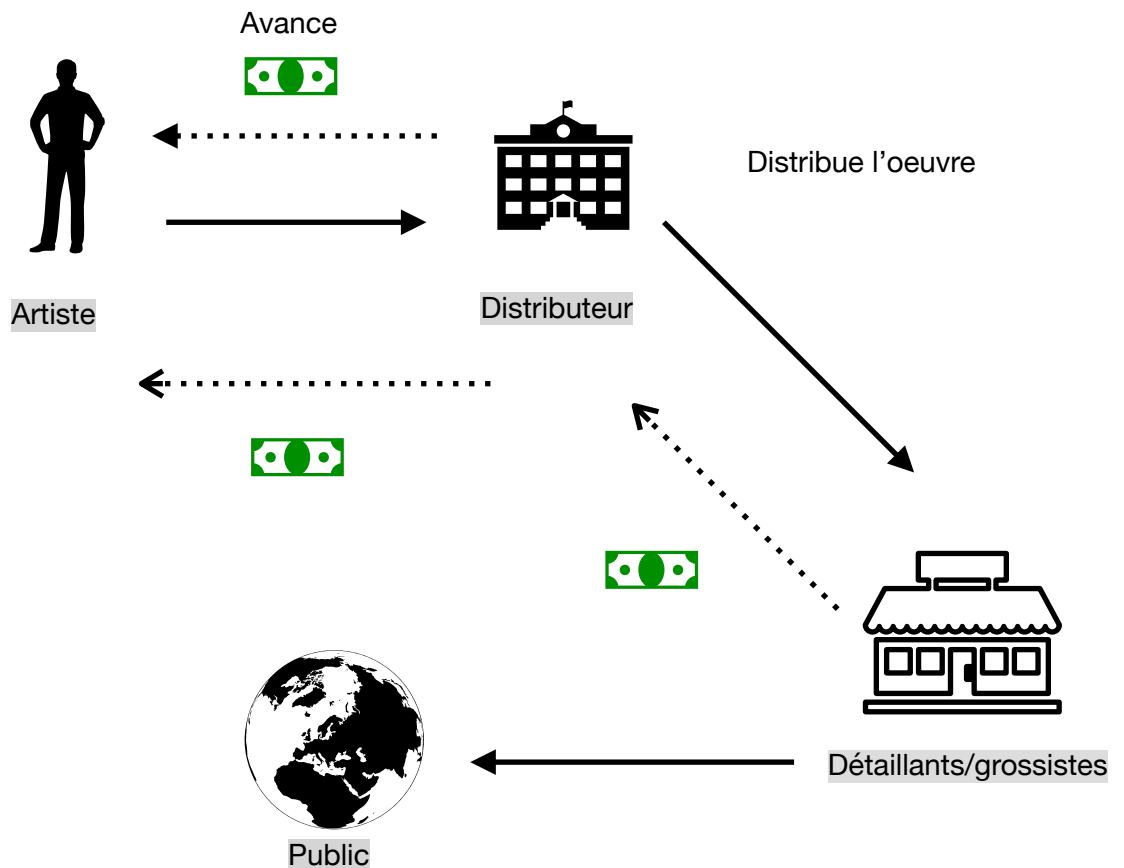 Avance
Distribue l’oeuvre
Artiste
Distributeur
Détaillants/grossistes
Public